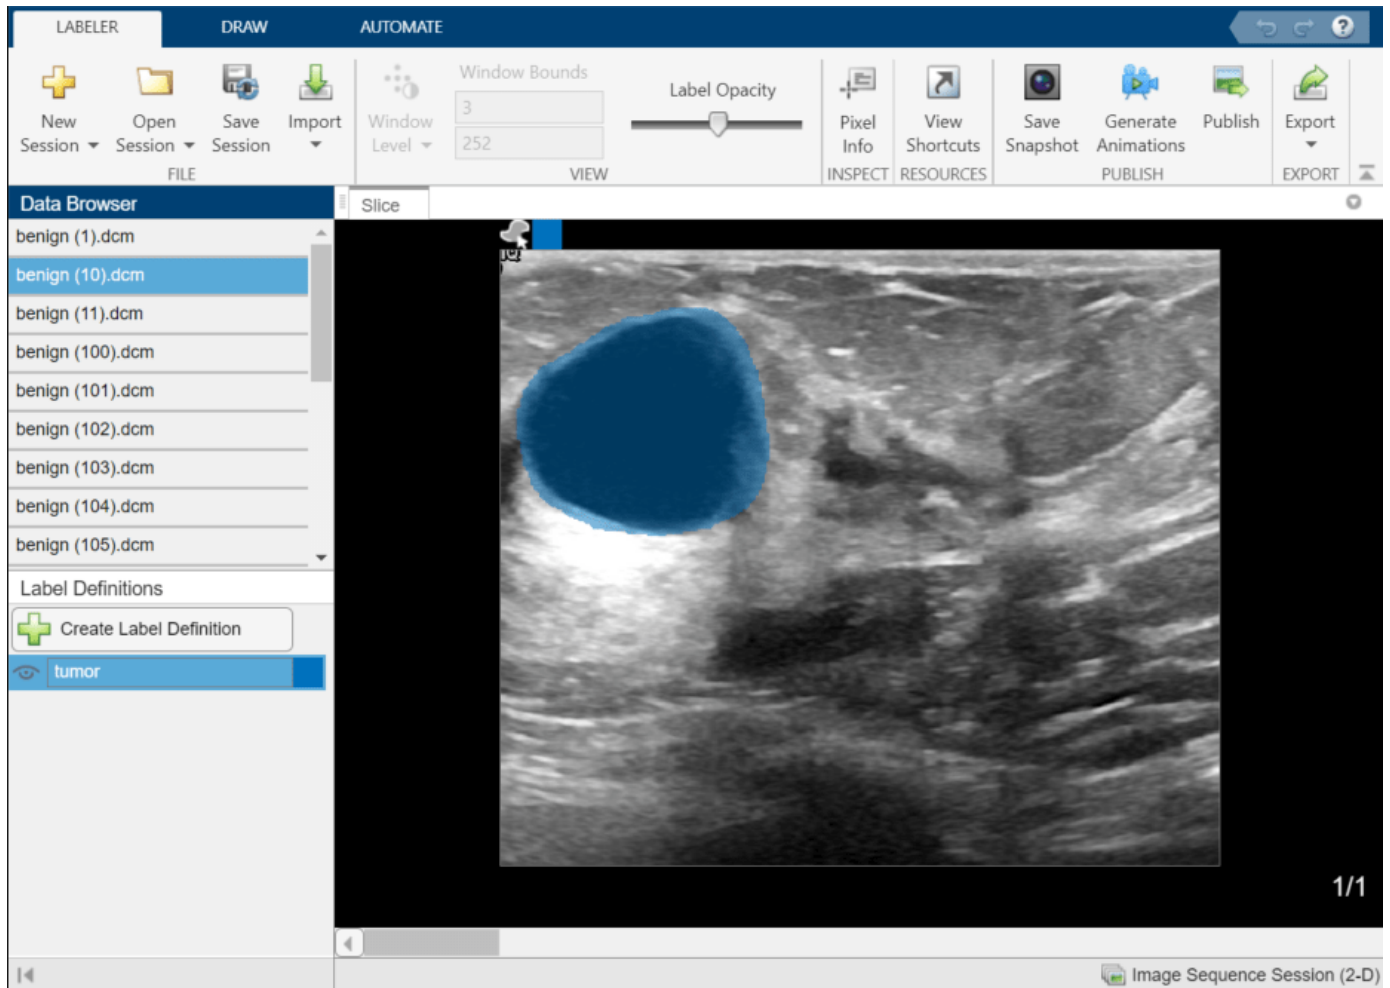 LABELER DRAW AUTOMATE
New Session
Open Session
Save Session
Import
FILE
Window Level
Window Bounds
3
252
Label Opacity
VIEW
Pixel Info
INSPECT
View Shortcuts
RESOURCES
Save Snapshot
Generate Animations
Publish
PUBLISH
Export
EXPORT
Data Browser
benign (1).dcm
benign (10).dcm
benign (11).dcm
benign (100).dcm
benign (101).dcm
benign (102).dcm
benign (103).dcm
benign (104).dcm
benign (105).dcm
Label Definitions
Create Label Definition
tumor
Slice
1/1
Image Sequence Session (2-D)